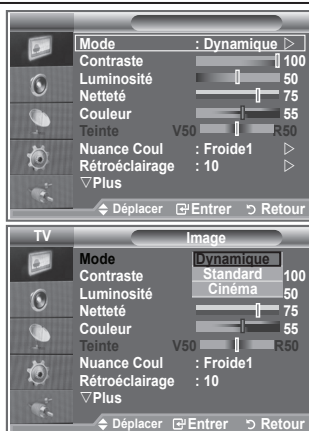 Mode : Dynamique ▷
Contraste 100
Luminosité 50
Netteté 75
Couleur 55
Teinte V50 R50
Nuance Coul : Froide1 ▷
Rétroéclairage : 10 ▷
▽Plus
Déplacer Entrer Retour
TV Image
Mode Dynamique
Contraste Standard 100
Luminosité Cinéma 50
Netteté 75
Couleur 55
Teinte V50 R50
Nuance Coul : Froide1
Rétroéclairage : 10
▽Plus
Déplacer Entrer Retour